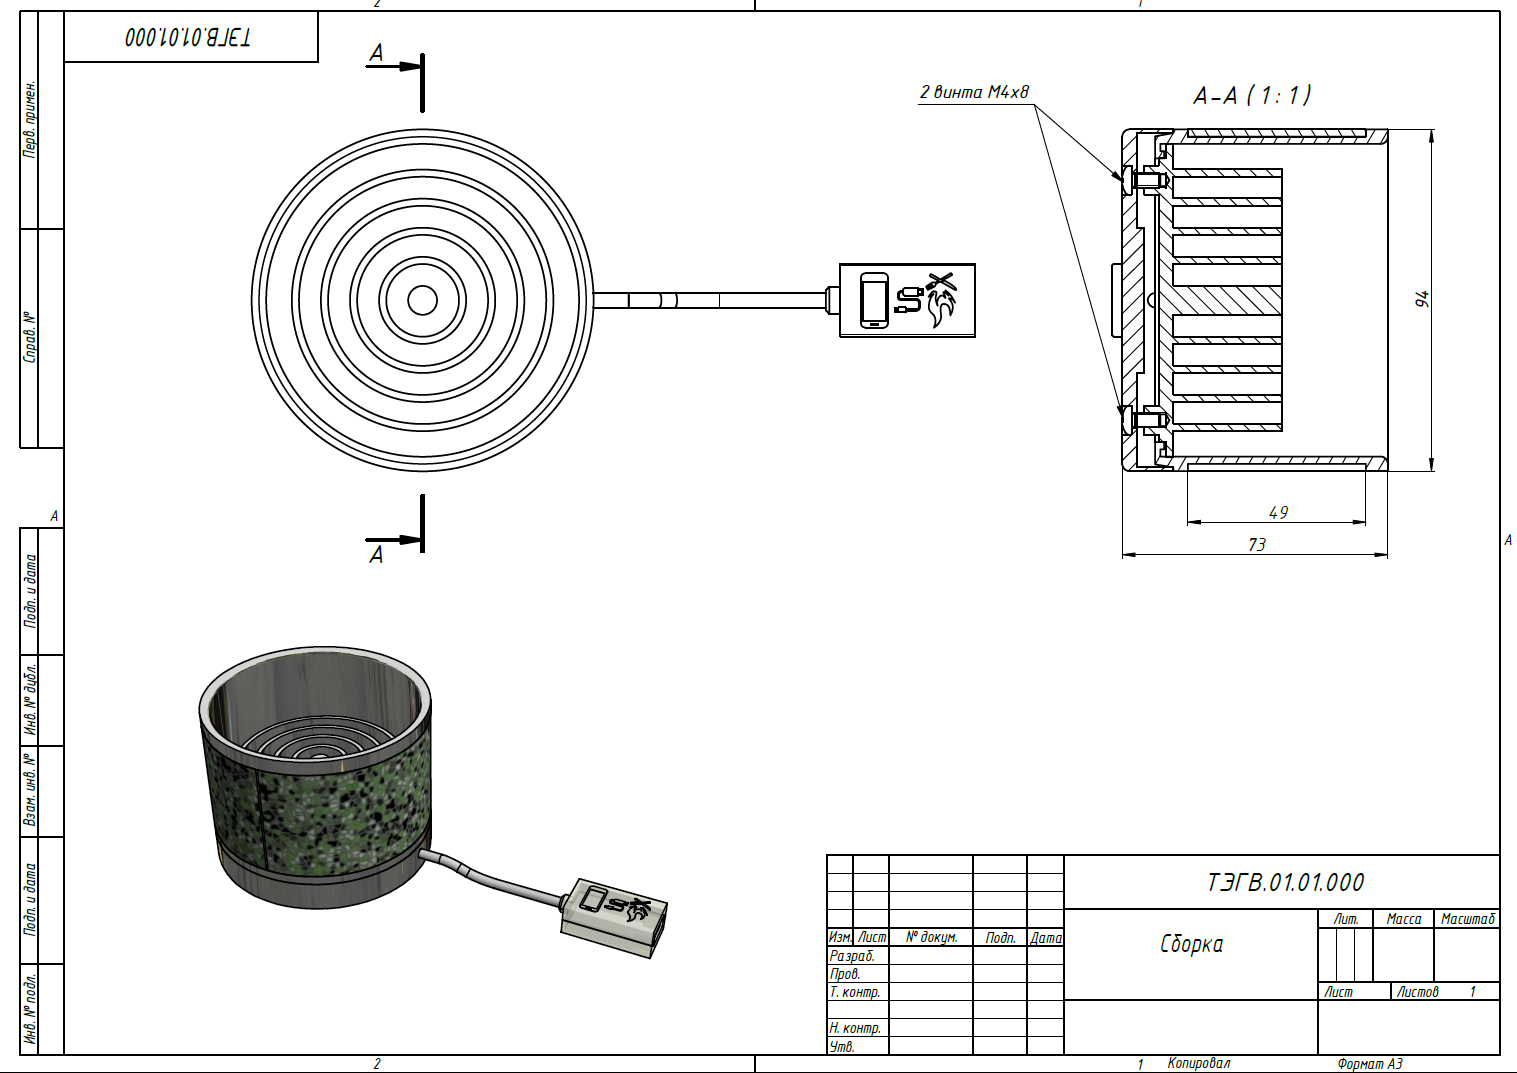 2
1
ТЭГВ.01.01.000
Перв. примен.
Справ. №
А
А
2 винта М4х8
А-А ( 1 : 1 )
94
49
73
А
А
Подп. и дата
Инв. № дубл.
Взам. инв. №
Подп. и дата
Инв. № подл.
ТЭГВ.01.01.000
Изм.
Лист
№ докум.
Подп.
Дата
Разраб.
Пров.
Т. контр.
Н. контр.
Утв.
Сборка
Лит.
Масса
Масштаб
Лист
Листов 1
2
1
Копировал
Формат А3